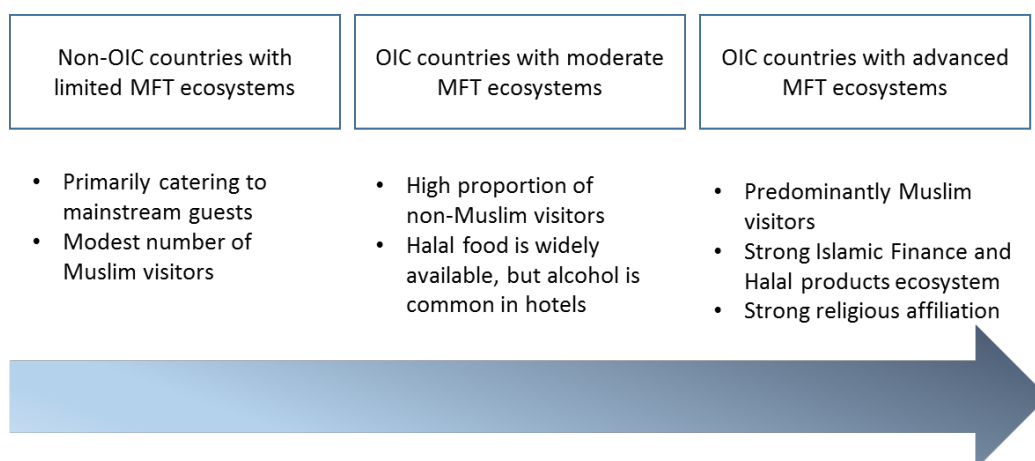 Non-OIC countries with
limited MFT ecosystems
OIC countries with moderate
MFT ecosystems
OIC countries with advanced
MFT ecosystems
• Primarily catering to
mainstream guests
• Modest number of
Muslim visitors
• High proportion of
non-Muslim visitors
• Halal food is widely
available, but alcohol is
common in hotels
• Predominantly Muslim
visitors
• Strong Islamic Finance and
Halal products ecosystem
• Strong religious affiliation